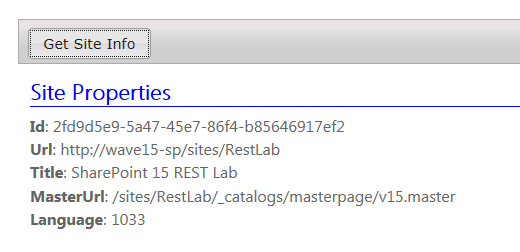 Get Site Info
Site Properties
Id: 2fd9d5e9-5a47-45e7-86f4-b85646917ef2
Url: http://wave15-sp/sites/RestLab
Title: SharePoint 15 REST Lab
MasterUrl: /sites/RestLab/_catalogs/masterpage/v15.master
Language: 1033